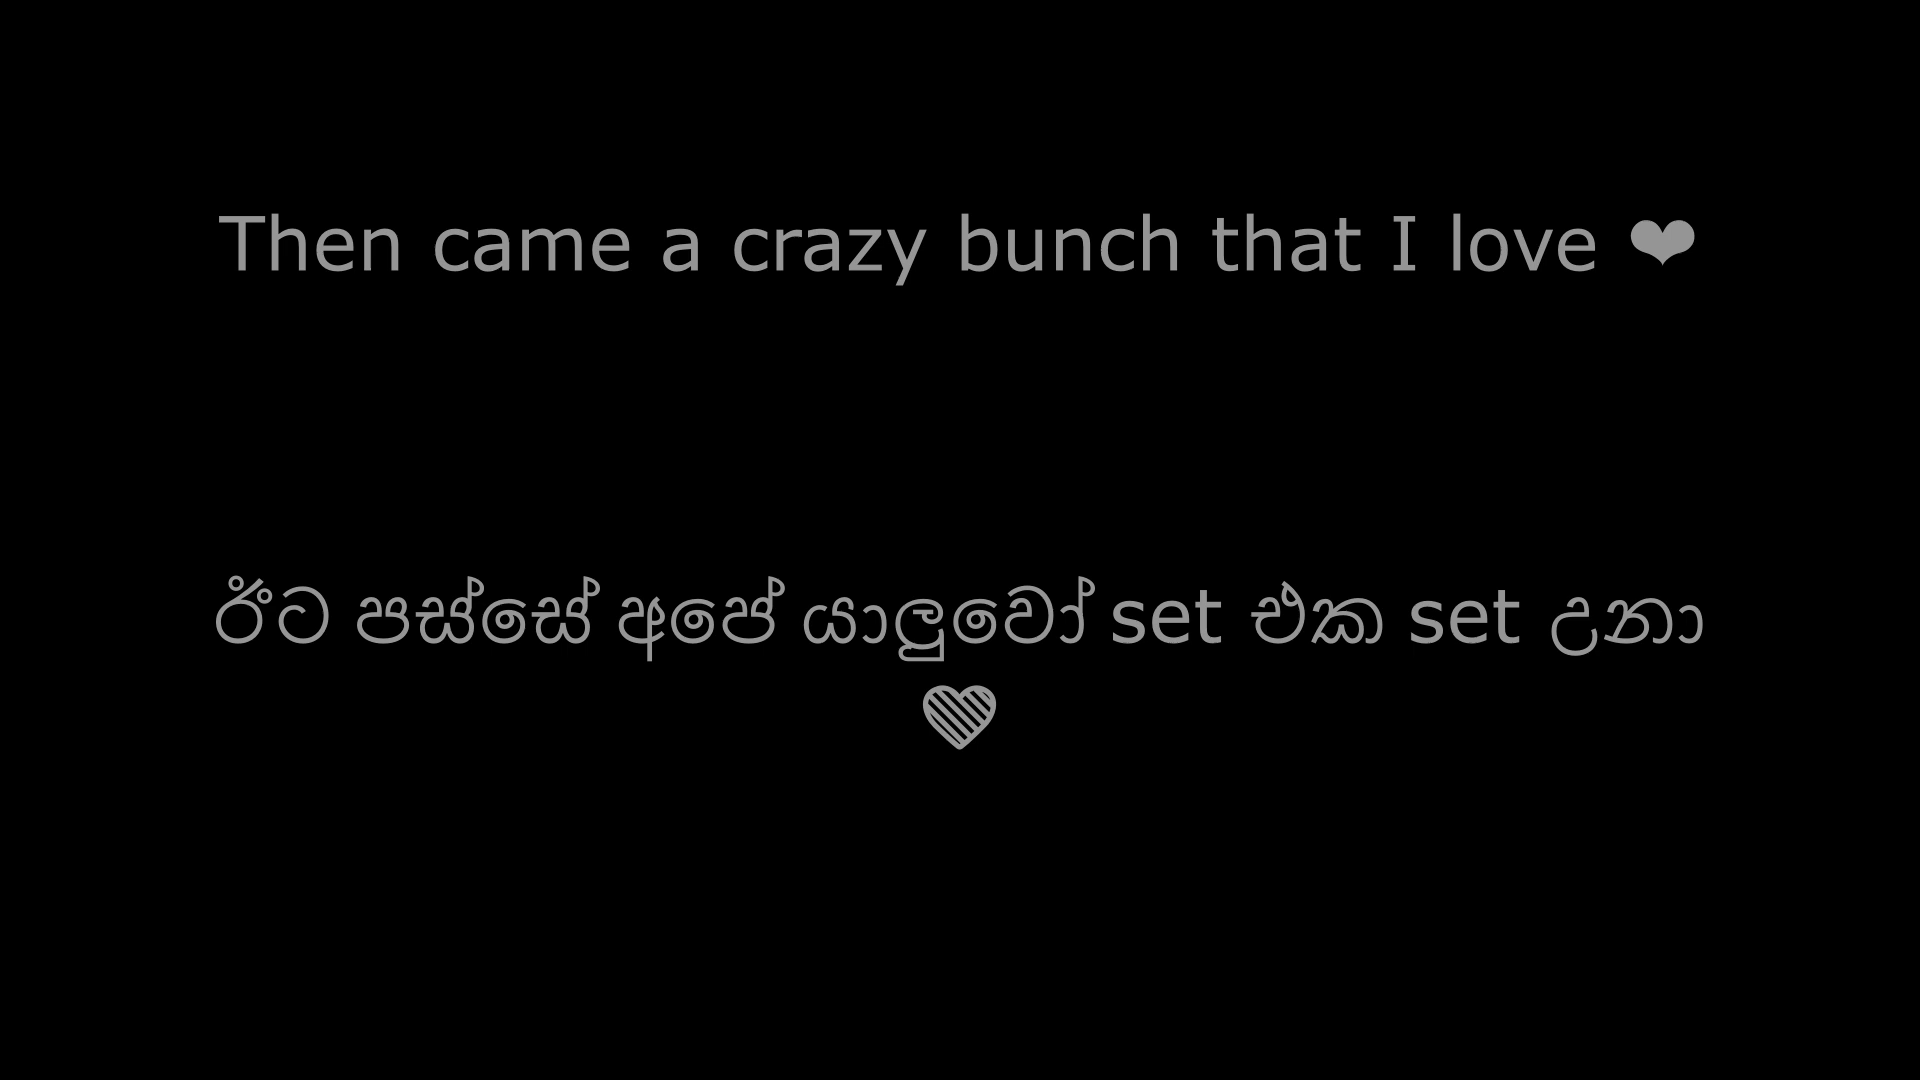 Then came a crazy bunch that I love ❤
ඊට පස්සේ අපේ යාලුවෝ set එක set උනා
💜